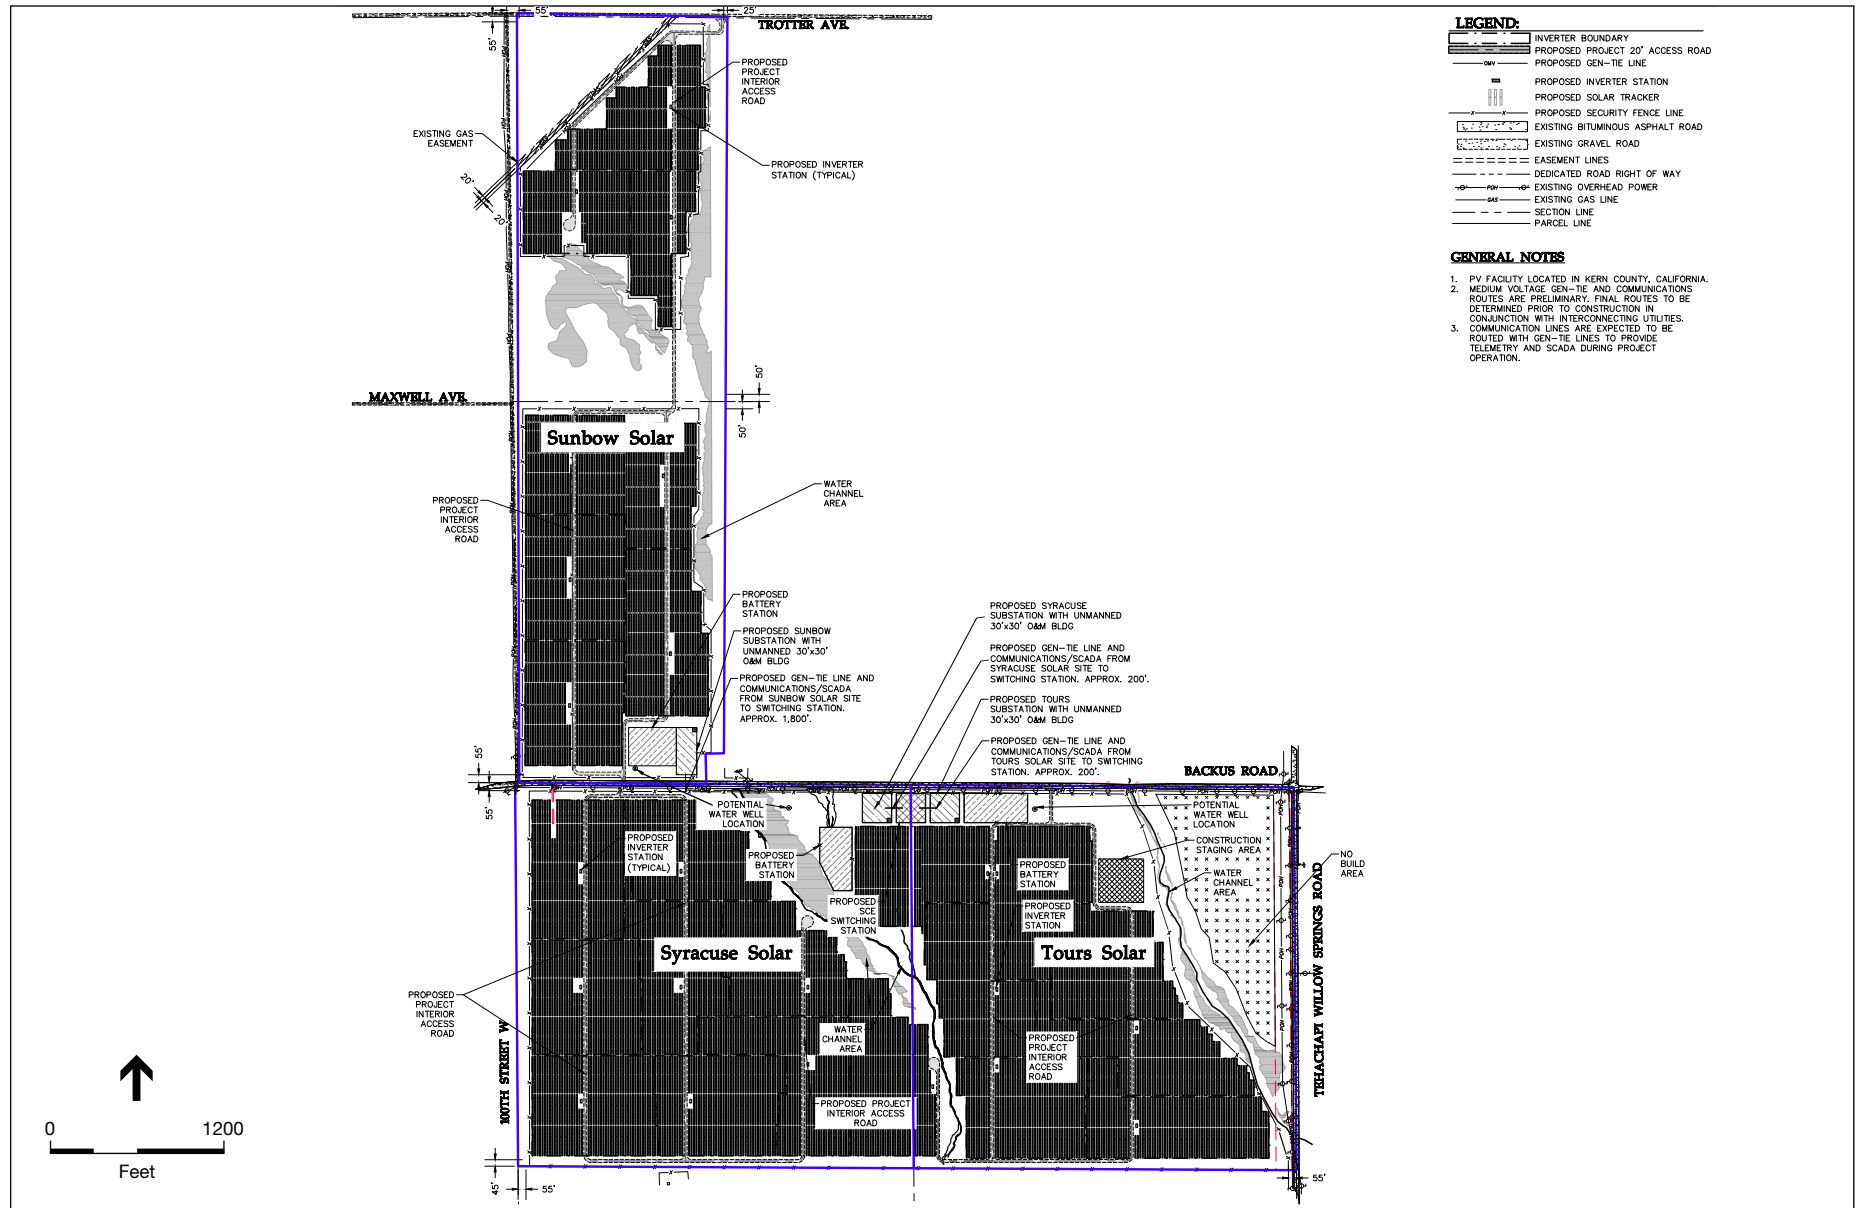 55'
25'
TROTTER AVE.
55'
PROPOSED
PROJECT
INTERIOR
ACCESS
ROAD
EXISTING GAS
EASEMENT
PROPOSED INVERTER
STATION (TYPICAL)
20'
20'
MAXWELL AVE.
50'
50'
Sunbow Solar
WATER
CHANNEL
AREA
PROPOSED
PROJECT
INTERIOR
ACCESS
ROAD
PROPOSED
BATTERY
STATION
PROPOSED SUNBOW
SUBSTATION WITH
UNMANNED 30'x30'
O&M BLDG
PROPOSED GEN-TIE LINE AND
COMMUNICATIONS/SCADA
FROM SUNBOW SOLAR SITE
TO SWITCHING STATION.
APPROX. 1,800'.
PROPOSED SYRACUSE
SUBSTATION WITH UNMANNED
30'x30' O&M BLDG
PROPOSED GEN-TIE LINE AND
COMMUNICATIONS/SCADA FROM
SYRACUSE SOLAR SITE TO
SWITCHING STATION. APPROX. 200'.
PROPOSED TOURS
SUBSTATION WITH UNMANNED
30'x30' O&M BLDG
PROPOSED GEN-TIE LINE AND
COMMUNICATIONS/SCADA FROM
TOURS SOLAR SITE TO SWITCHING
STATION. APPROX. 200'.
55'
55'
BACKUS ROAD
POTENTIAL
WATER WELL
LOCATION
POTENTIAL
WATER WELL
LOCATION
PROPOSED
INVERTER
STATION
(TYPICAL)
PROPOSED
BATTERY
STATION
PROPOSED
BATTERY
STATION
CONSTRUCTION
STAGING AREA
NO
BUILD
AREA
WATER
CHANNEL
AREA
PROPOSED
SCE
SWITCHING
STATION
PROPOSED
INVERTER
STATION
Syracuse Solar
Tours Solar
PROPOSED
PROJECT
INTERIOR
ACCESS
ROAD
WATER
CHANNEL
AREA
PROPOSED
PROJECT
INTERIOR
ACCESS
ROAD
PROPOSED PROJECT
INTERIOR ACCESS
ROAD
100TH STREET W
TEHACHAPI WILLOW SPRINGS ROAD
45'
55'
55'
0 1200
Feet
LEGEND:
INVERTER BOUNDARY
PROPOSED PROJECT 20' ACCESS ROAD
OMV PROPOSED GEN-TIE LINE
PROPOSED INVERTER STATION
PROPOSED SOLAR TRACKER
PROPOSED SECURITY FENCE LINE
EXISTING BITUMINOUS ASPHALT ROAD
EXISTING GRAVEL ROAD
EASEMENT LINES
DEDICATED ROAD RIGHT OF WAY
POH EXISTING OVERHEAD POWER
GAS EXISTING GAS LINE
SECTION LINE
PARCEL LINE
GENERAL NOTES
1. PV FACILITY LOCATED IN KERN COUNTY, CALIFORNIA.
2. MEDIUM VOLTAGE GEN-TIE AND COMMUNICATIONS
ROUTES ARE PRELIMINARY. FINAL ROUTES TO BE
DETERMINED PRIOR TO CONSTRUCTION IN
CONJUNCTION WITH INTERCONNECTING UTILITIES.
3. COMMUNICATION LINES ARE EXPECTED TO BE
ROUTED WITH GEN-TIE LINES TO PROVIDE
TELEMETRY AND SCADA DURING PROJECT
OPERATION.